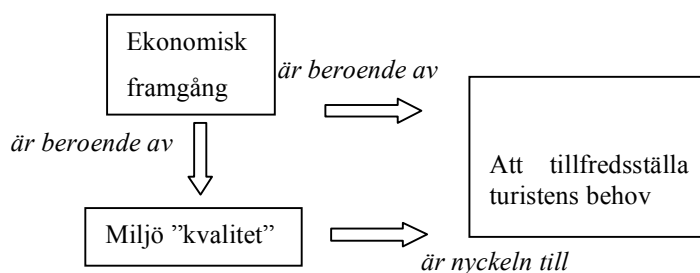 Ekonomisk
framgång
är beroende av
är beroende av
Att tillfredsställa
turistens behov
Miljö ”kvalitet”
är nyckeln till